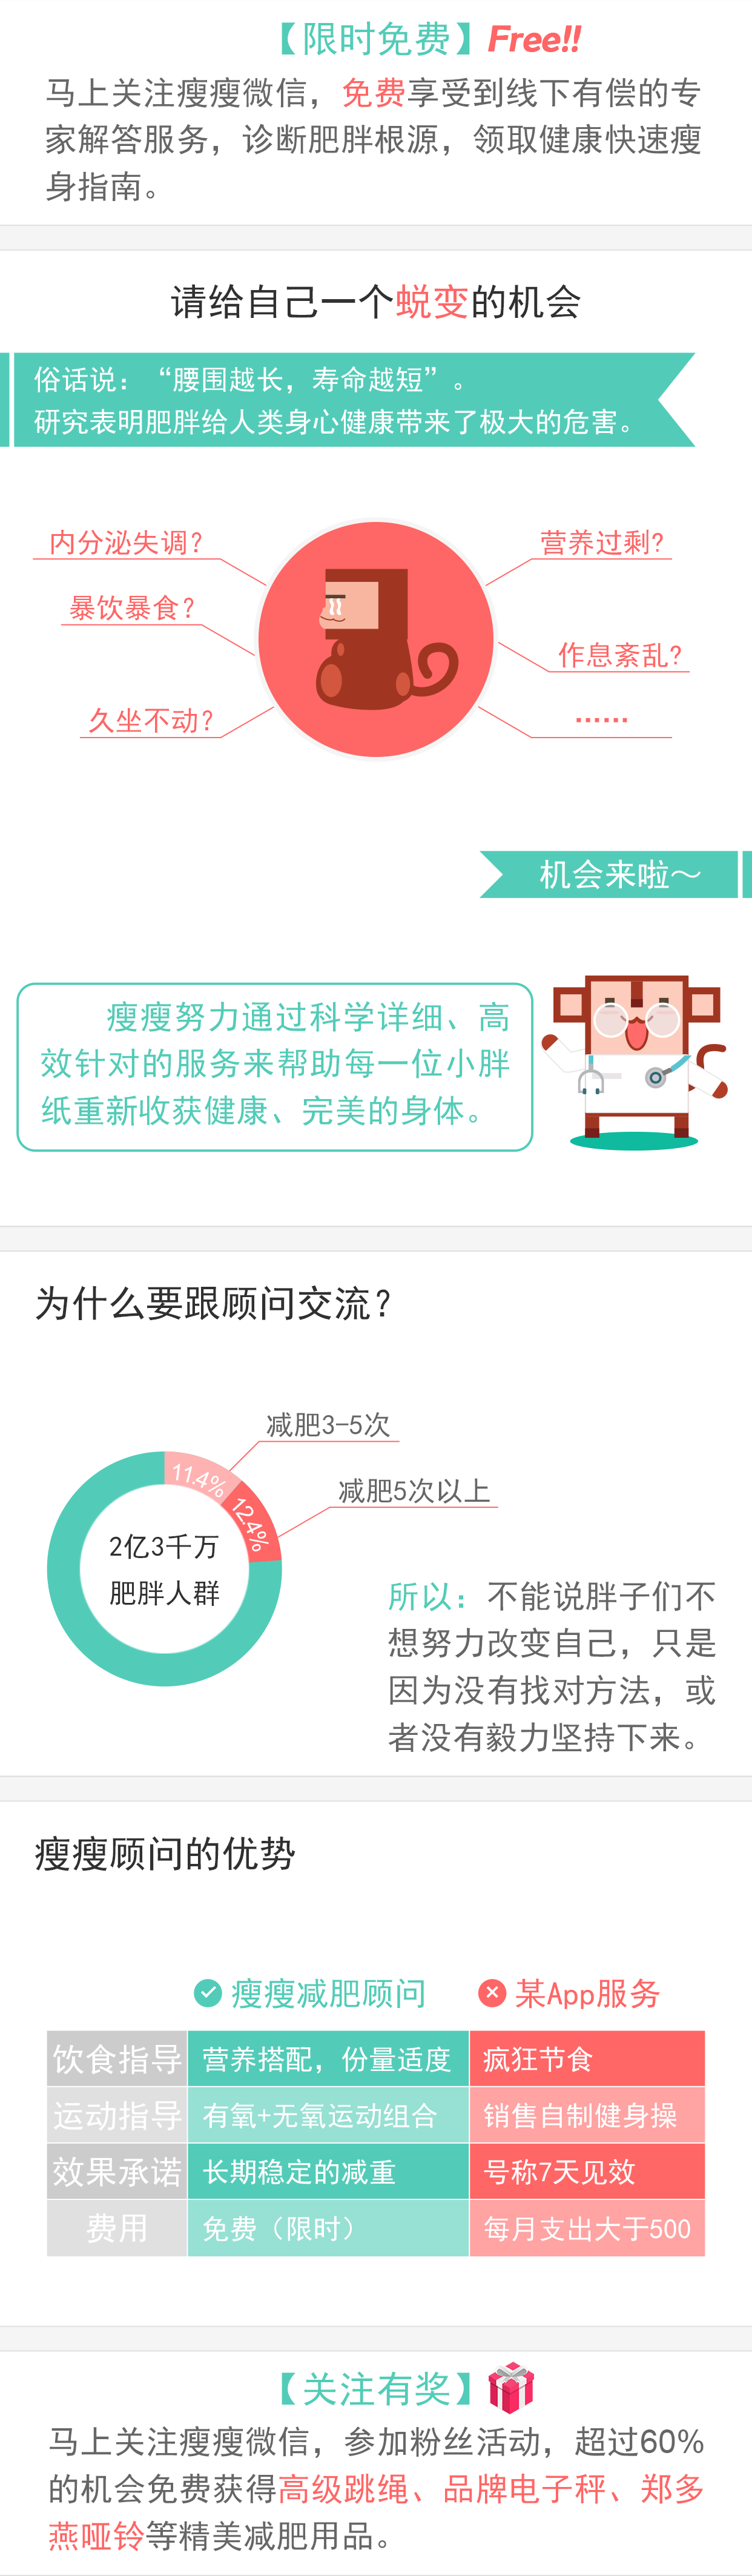 【限时免费】Free!!
马上关注瘦瘦微信，免费享受到线下有偿的专
家解答服务，诊断肥胖根源，领取健康快速瘦
身指南。
请给自己一个蜕变的机会
俗话说：“腰围越长，寿命越短”。
研究表明肥胖给人类身心健康带来了极大的危害。
内分泌失调？
营养过剩？
暴饮暴食？
作息紊乱？
久坐不动？
······
机会来啦～
瘦瘦努力通过科学详细、高
效针对的服务来帮助每一位小胖
纸重新收获健康、完美的身体。
为什么要跟顾问交流？
减肥3-5次
11.4%
减肥5次以上
12.4%
2亿3千万
肥胖人群
所以：不能说胖子们不
想努力改变自己，只是
因为没有找对方法，或
者没有毅力坚持下来。
瘦瘦顾问的优势
瘦瘦减肥顾问 某App服务
饮食指导 营养搭配，份量适度 疯狂节食
运动指导 有氧+无氧运动组合 销售自制健身操
效果承诺 长期稳定的减重 号称7天见效
费用 免费（限时） 每月支出大于500
【关注有奖】
马上关注瘦瘦微信，参加粉丝活动，超过60%
的机会免费获得高级跳绳、品牌电子秤、郑多
燕哑铃等精美减肥用品。